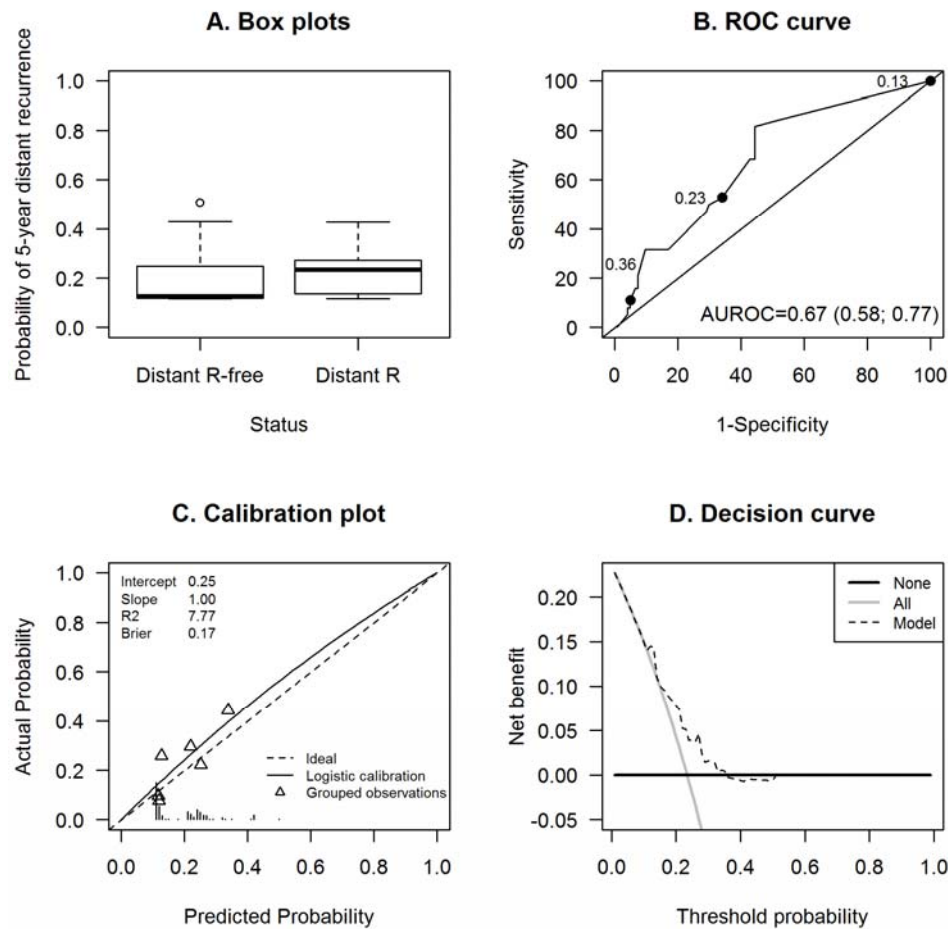 A. Box plots
Probability of 5-year distant recurrence
1.0
0.8
0.6
0.4
0.2
0.0
Distant R-free
Distant R
Status
B. ROC curve
Sensitivity
100
80
60
40
20
0
0.13
0.23
0.36
AUROC=0.67 (0.58; 0.77)
0
20
40
60
80
100
1-Specificity
C. Calibration plot
Actual Probability
1.0
0.8
0.6
0.4
0.2
0.0
Intercept 0.25
Slope 1.00
R2 7.77
Brier 0.17
Ideal
Logistic calibration
Grouped observations
0.0
0.2
0.4
0.6
0.8
1.0
Predicted Probability
D. Decision curve
Net benefit
0.20
0.15
0.10
0.05
0.00
-0.05
None
All
Model
0.0
0.2
0.4
0.6
0.8
1.0
Threshold probability